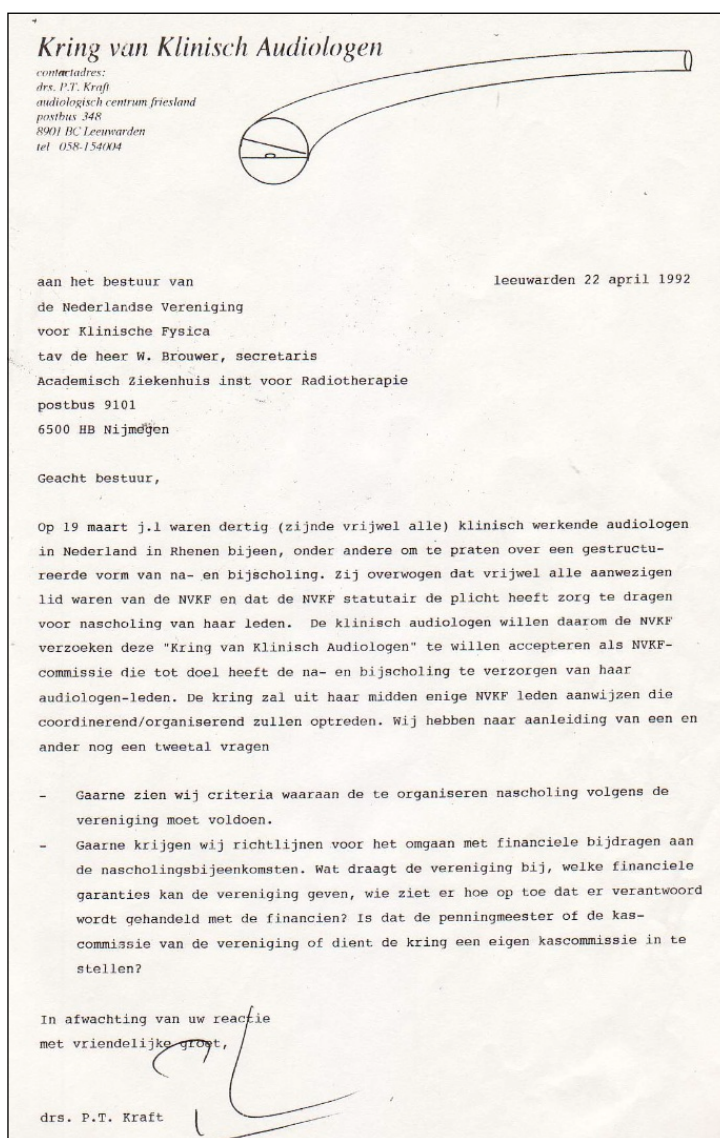 Kring van Klinisch Audiologen
contactadres:
drs. P.T. Kraft
audiologisch centrum friesland
postbus 348
8901 BC Leeuwarden
tel 058-154004
aan het bestuur van leeuwarden 22 april 1992
de Nederlandse Vereniging
voor Klinische Fysica
tav de heer W. Brouwer, secretaris
Academisch Ziekenhuis inst voor Radiotherapie
postbus 9101
6500 HB Nijmegen
Geacht bestuur,
Op 19 maart j.l waren dertig (zijnde vrijwel alle) klinisch werkende audiologen
in Nederland in Rhenen bijeen, onder andere om te praten over een gestructu-
reerde vorm van na- en bijscholing. Zij overwogen dat vrijwel alle aanwezigen
lid waren van de NVKF en dat de NVKF statutair de plicht heeft zorg te dragen
voor nascholing van haar leden. De klinisch audiologen willen daarom de NVKF
verzoeken deze "Kring van Klinisch Audiologen" te willen accepteren als NVKF-
commissie die tot doel heeft de na- en bijscholing te verzorgen van haar
audiologen-leden. De kring zal uit haar midden enige NVKF leden aanwijzen die
coordinerend/organiserend zullen optreden. Wij hebben naar aanleiding van een en
ander nog een tweetal vragen
- Gaarne zien wij criteria waaraan de te organiseren nascholing volgens de
vereniging moet voldoen.
- Gaarne krijgen wij richtlijnen voor het omgaan met financiele bijdragen aan
de nascholingsbijeenkomsten. Wat draagt de vereniging bij, welke financiele
garanties kan de vereniging geven, wie ziet er hoe op toe dat er verantwoord
wordt gehandeld met de financien? Is dat de penningmeester of de kas-
commissie van de vereniging of dient de kring een eigen kascommissie in te
stellen?
In afwachting van uw reactie
met vriendelijke groet,
drs. P.T. Kraft